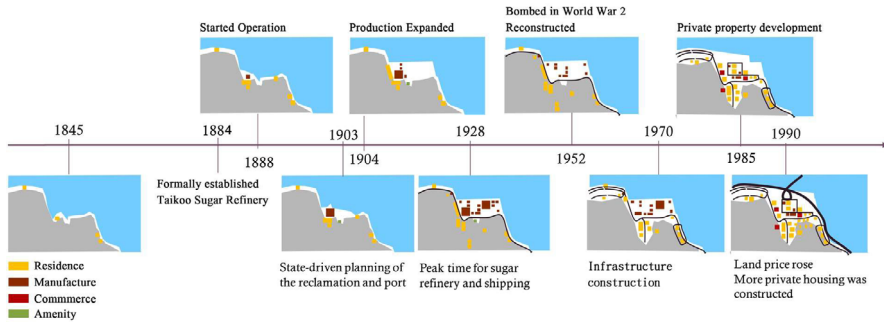 Started Operation
Production Expanded
Bombed in World War 2
Reconstructed
Private property development
1845
1884
1888
1903
1904
1928
1952
1970
1985
1990
Formally established
Taikoo Sugar Refinery
State-driven planning of
the reclamation and port
Peak time for sugar
refinery and shipping
Infrastructure
construction
Land price rose
More private housing was
constructed
Residence
Manufacture
Commmerce
Amenity